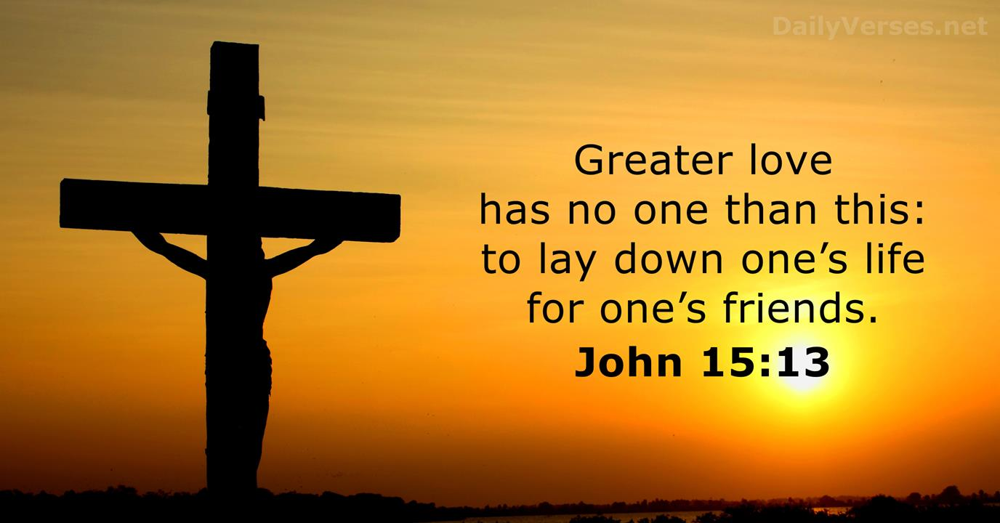 DailyVerses.net
Greater love
has no one than this:
to lay down one’s life
for one’s friends.
John 15:13